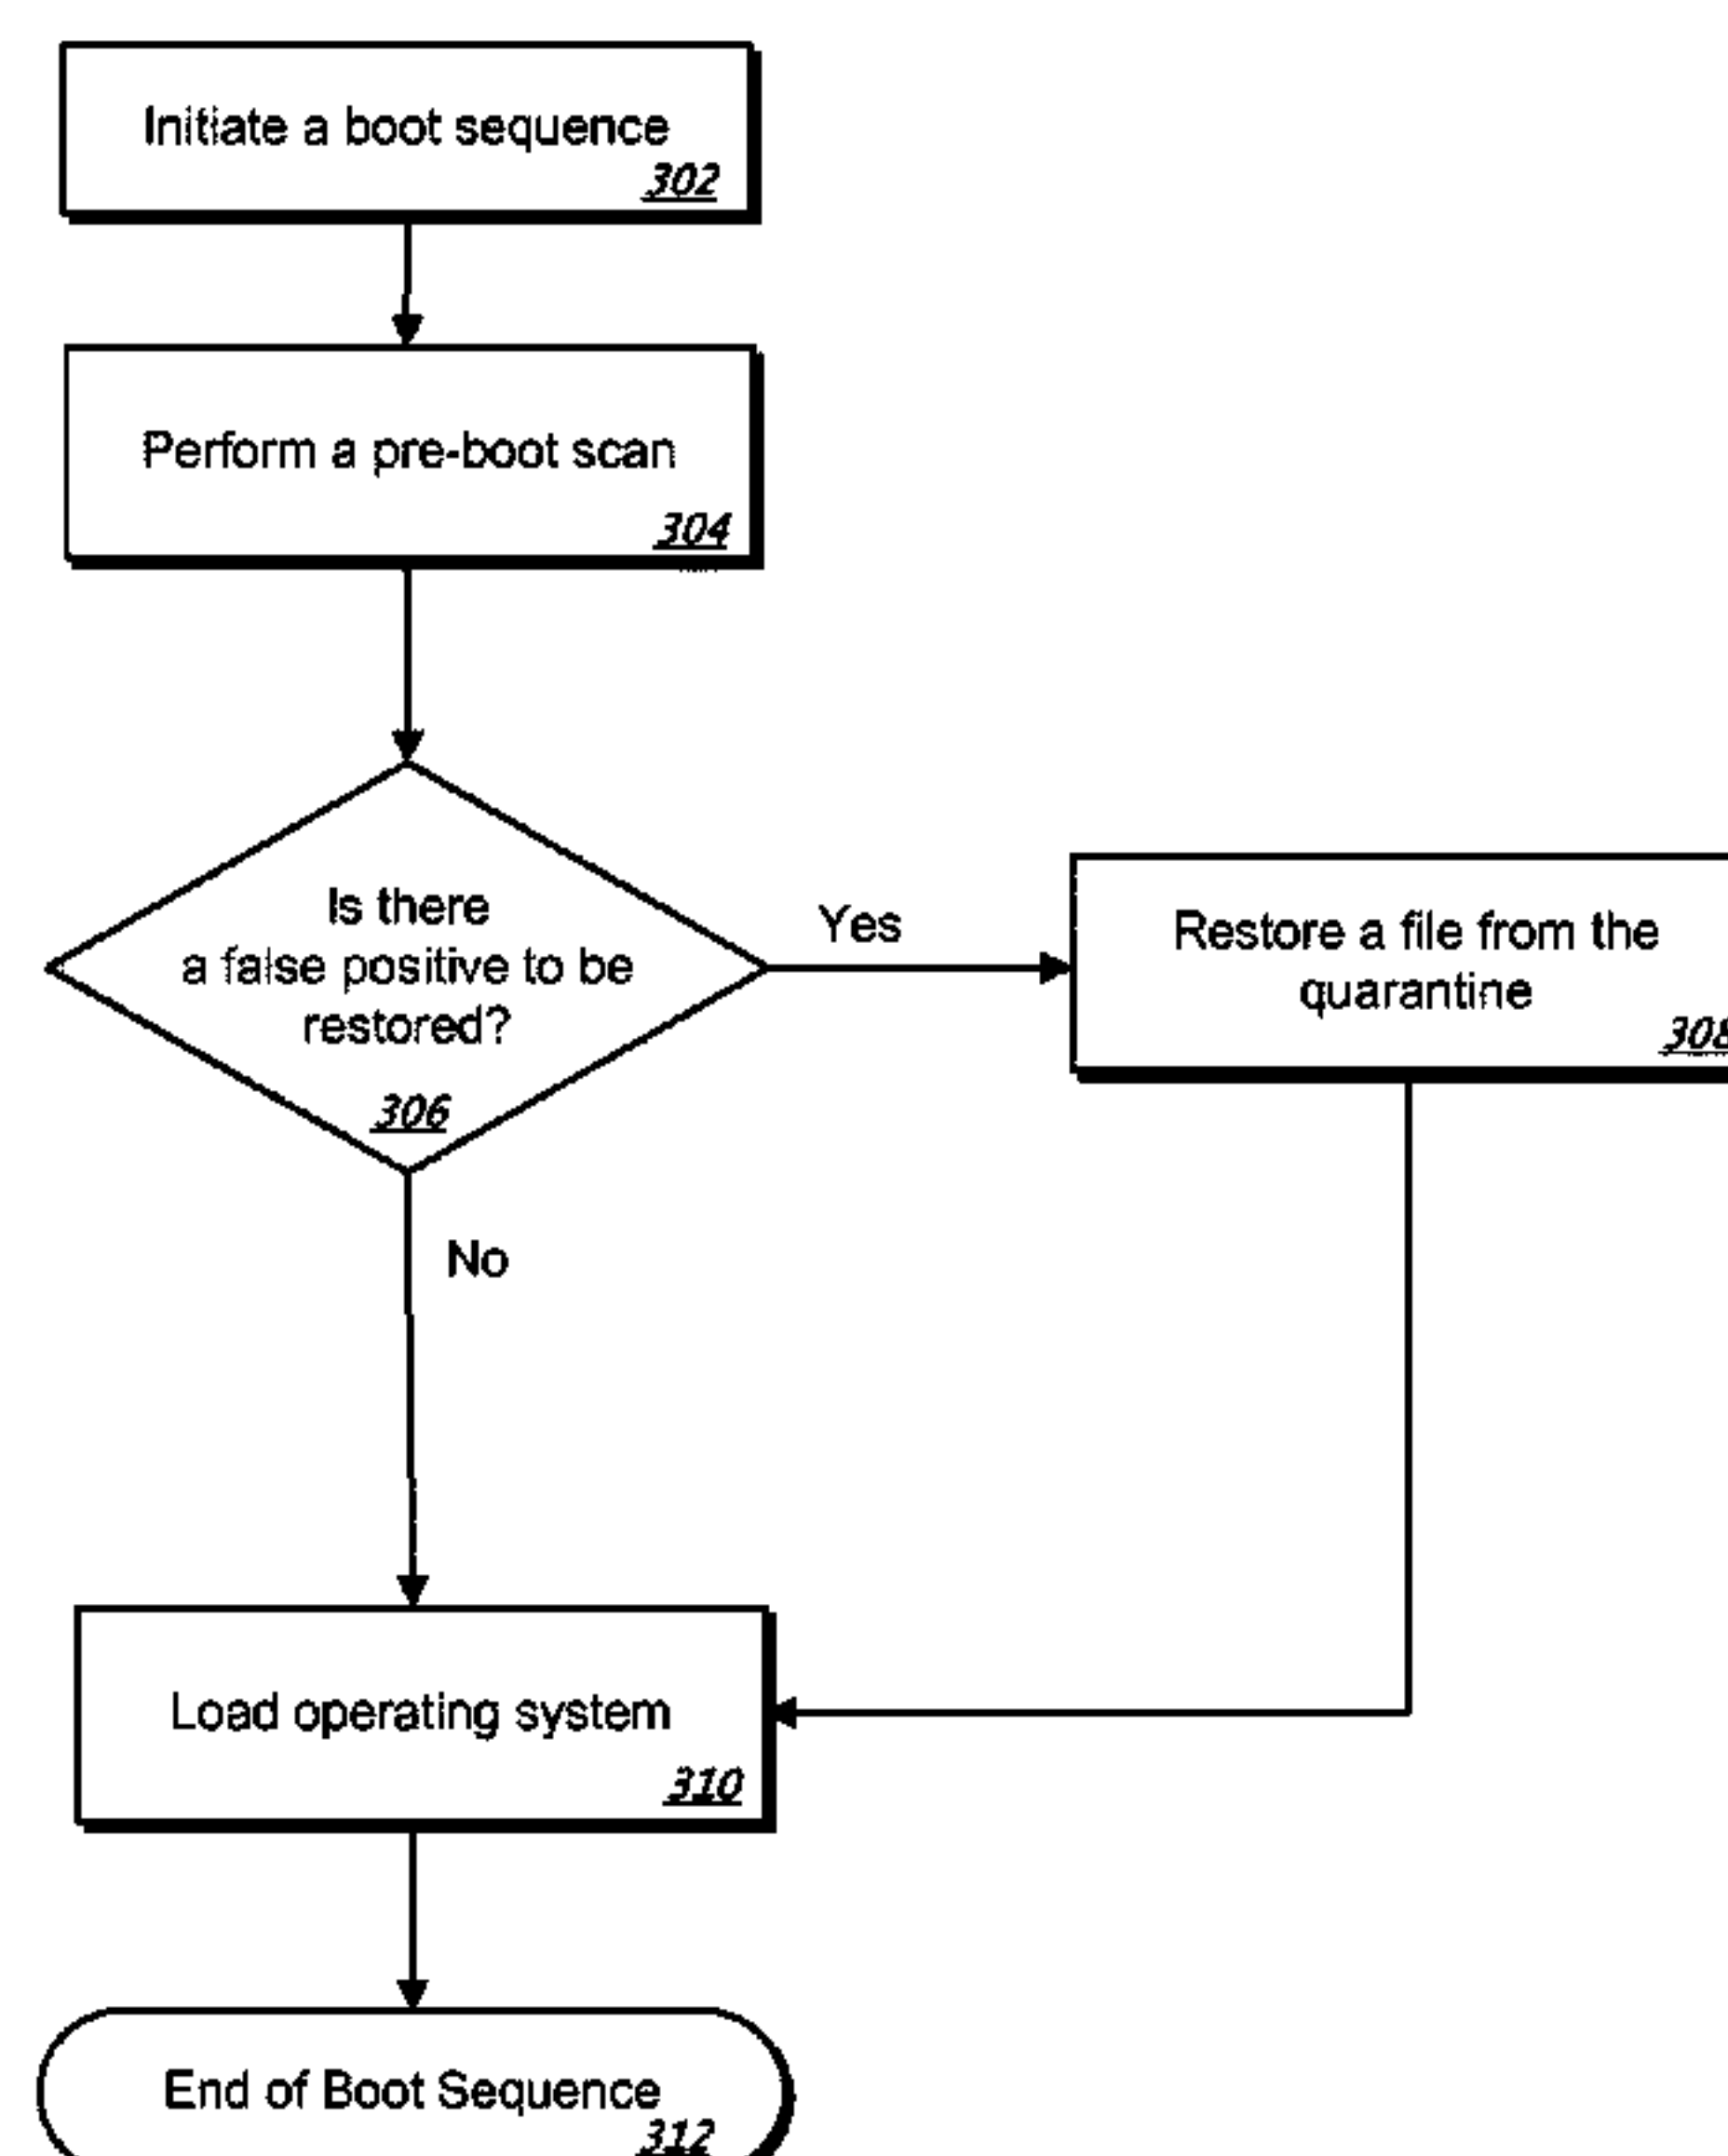 Initiate a boot sequence
302
Perform a pre-boot scan
304
Is there
a false positive to be
restored?
306
Yes
Restore a file from the
quarantine
308
No
Load operating system
310
End of Boot Sequence
312